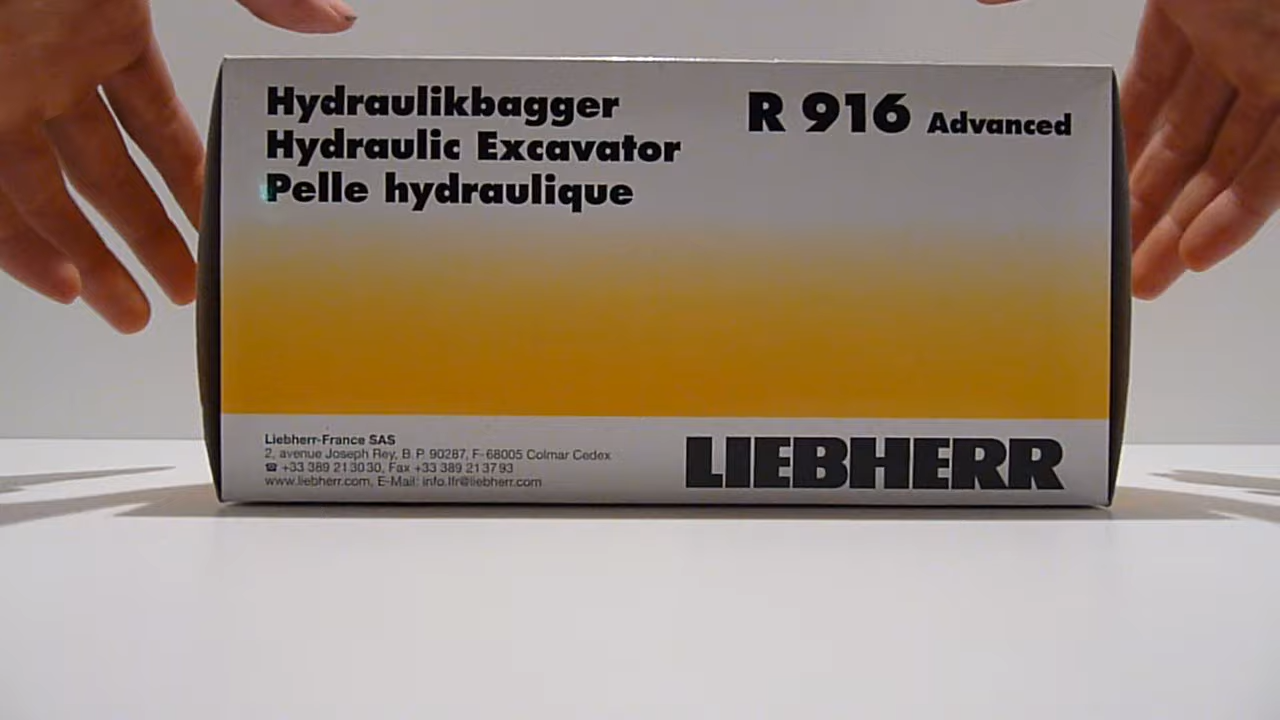 Hydraulikbagger
Hydraulic Excavator
Pelle hydraulique
R 916 Advanced
Liebherr-France SAS
2, avenue Joseph Rey, B.P. 90287, F-68005 Colmar Cedex
☎ +33 389 21 30 30, Fax +33 389 21 37 93
www.liebherr.com, E-Mail: info.lfr@liebherr.com
LIEBHERR